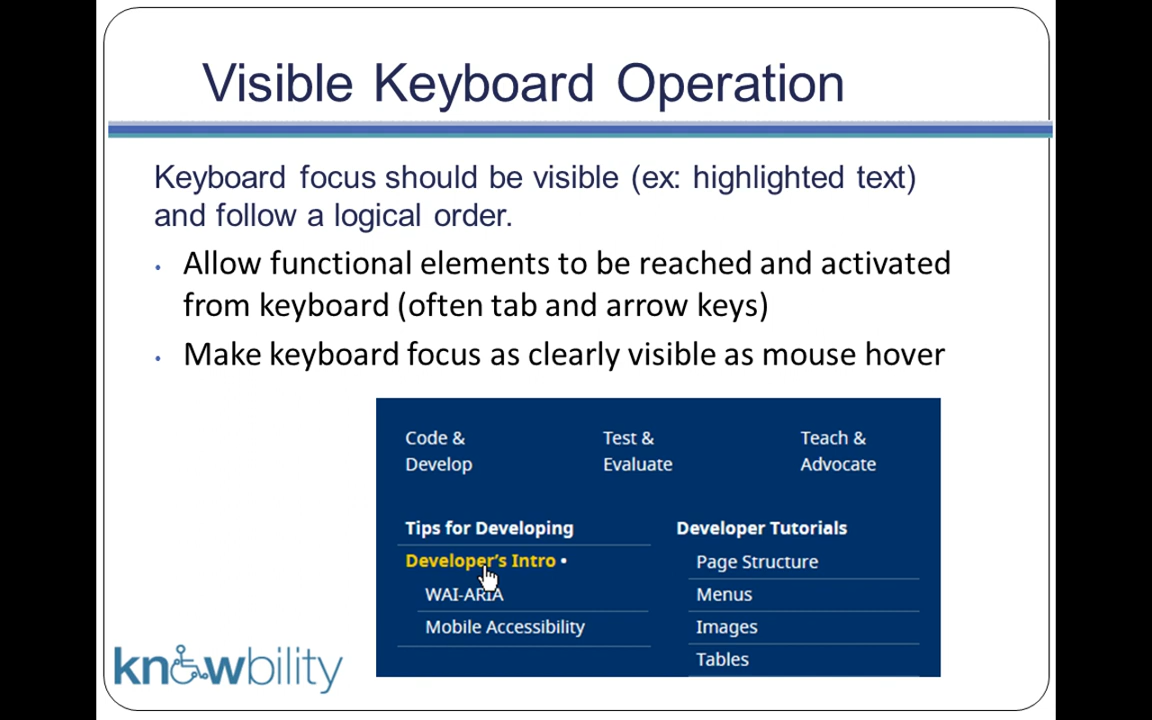 Visible Keyboard Operation
Keyboard focus should be visible (ex: highlighted text)
and follow a logical order.
• Allow functional elements to be reached and activated
from keyboard (often tab and arrow keys)
• Make keyboard focus as clearly visible as mouse hover
Code &
Develop
Test &
Evaluate
Teach &
Advocate
Tips for Developing
Developer's Intro •
WAI-ARIA
Mobile Accessibility
Developer Tutorials
Page Structure
Menus
Images
Tables
knowbility